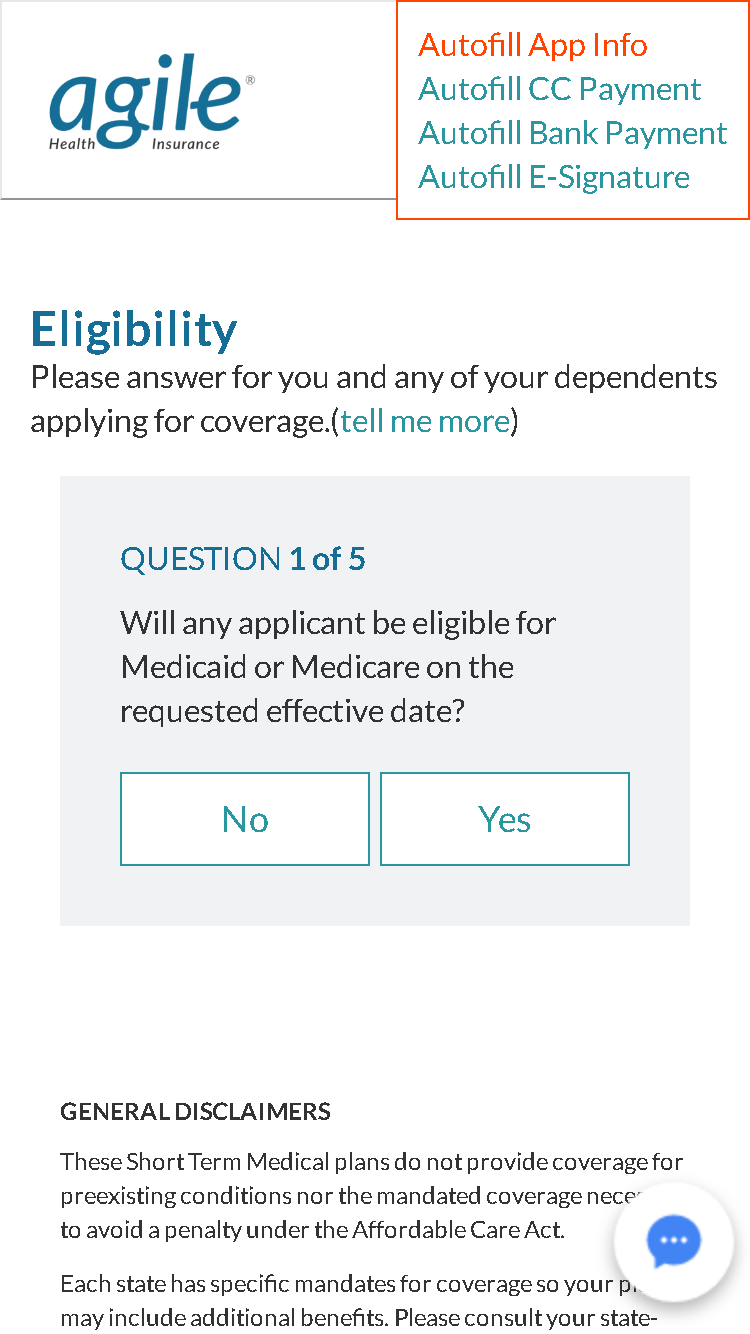 agile®
Health Insurance
Autofill App Info
Autofill CC Payment
Autofill Bank Payment
Autofill E-Signature
Eligibility
Please answer for you and any of your dependents
applying for coverage.(tell me more)
QUESTION 1 of 5
Will any applicant be eligible for
Medicaid or Medicare on the
requested effective date?
No Yes
GENERAL DISCLAIMERS
These Short Term Medical plans do not provide coverage for
preexisting conditions nor the mandated coverage
to avoid a penalty under the Affordable Care Act.
Each state has specific mandates for coverage so your
may include additional benefits. Please consult your state-